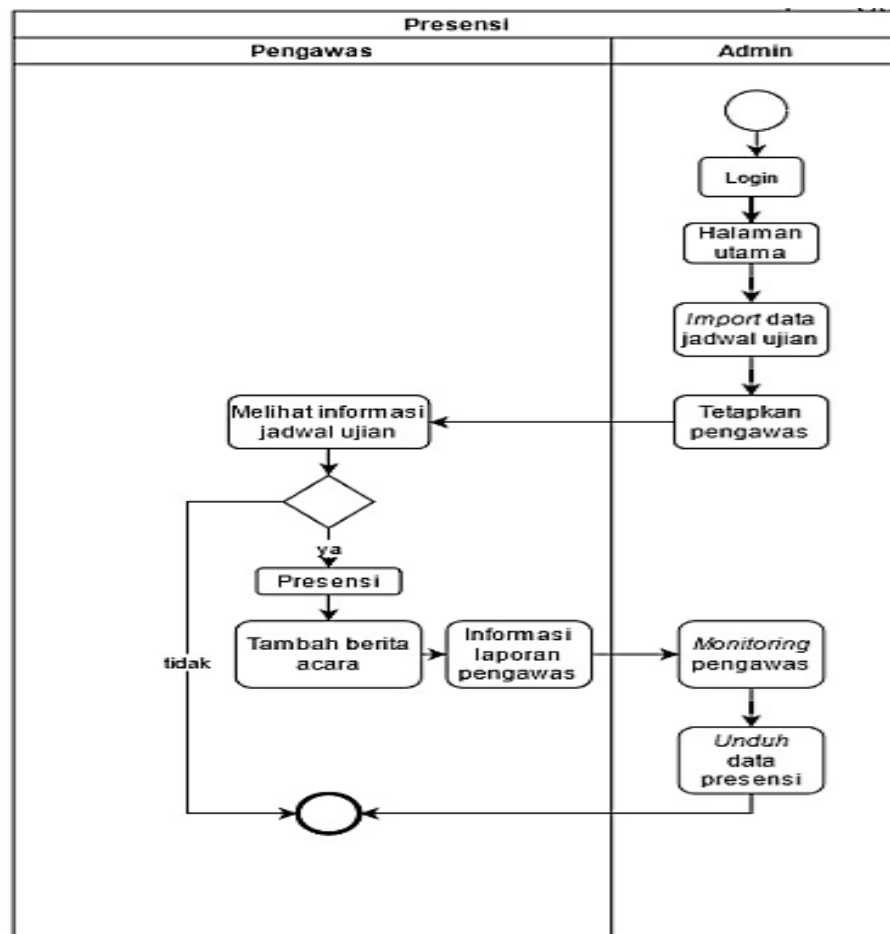 Presensi
Pengawas
Admin
Login
Halaman
utama
Import data
jadwal ujian
Melihat informasi
jadwal ujian
Tetapkan
pengawas
ya
Presensi
Tambah berita
acara
Informasi
laporan
pengawas
Monitoring
pengawas
tidak
Unduh
data
presensi